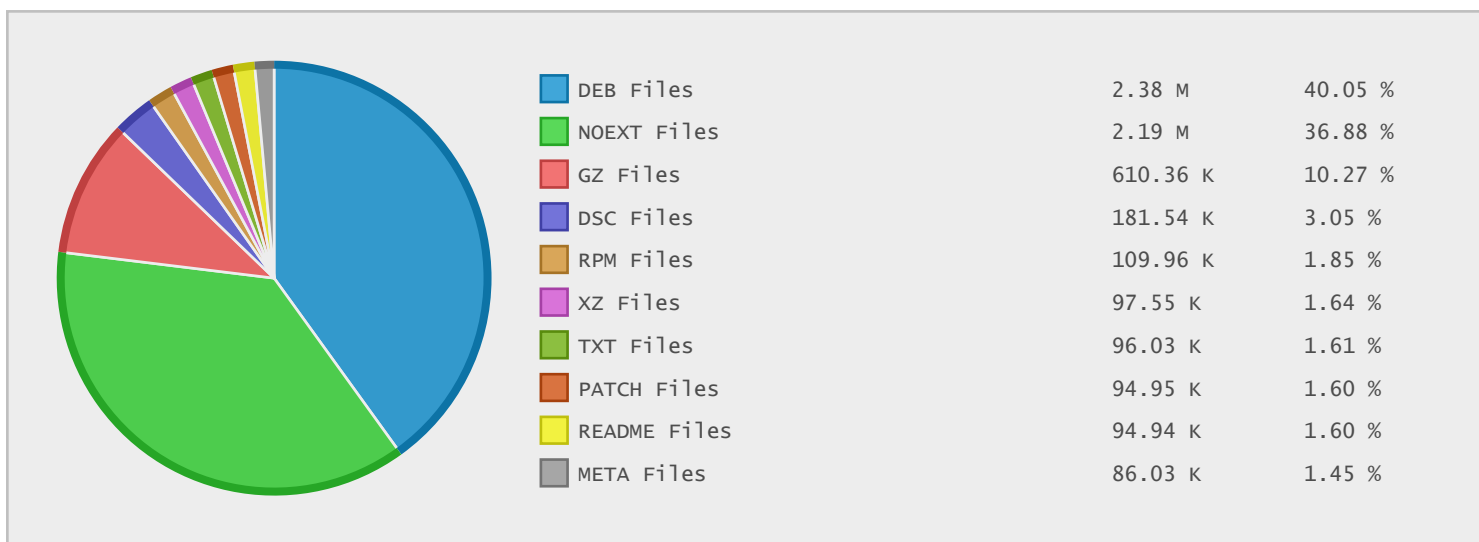 DEB Files 2.38 M 40.05 %
NOEXT Files 2.19 M 36.88 %
GZ Files 610.36 K 10.27 %
DSC Files 181.54 K 3.05 %
RPM Files 109.96 K 1.85 %
XZ Files 97.55 K 1.64 %
TXT Files 96.03 K 1.61 %
PATCH Files 94.95 K 1.60 %
README Files 94.94 K 1.60 %
META Files 86.03 K 1.45 %